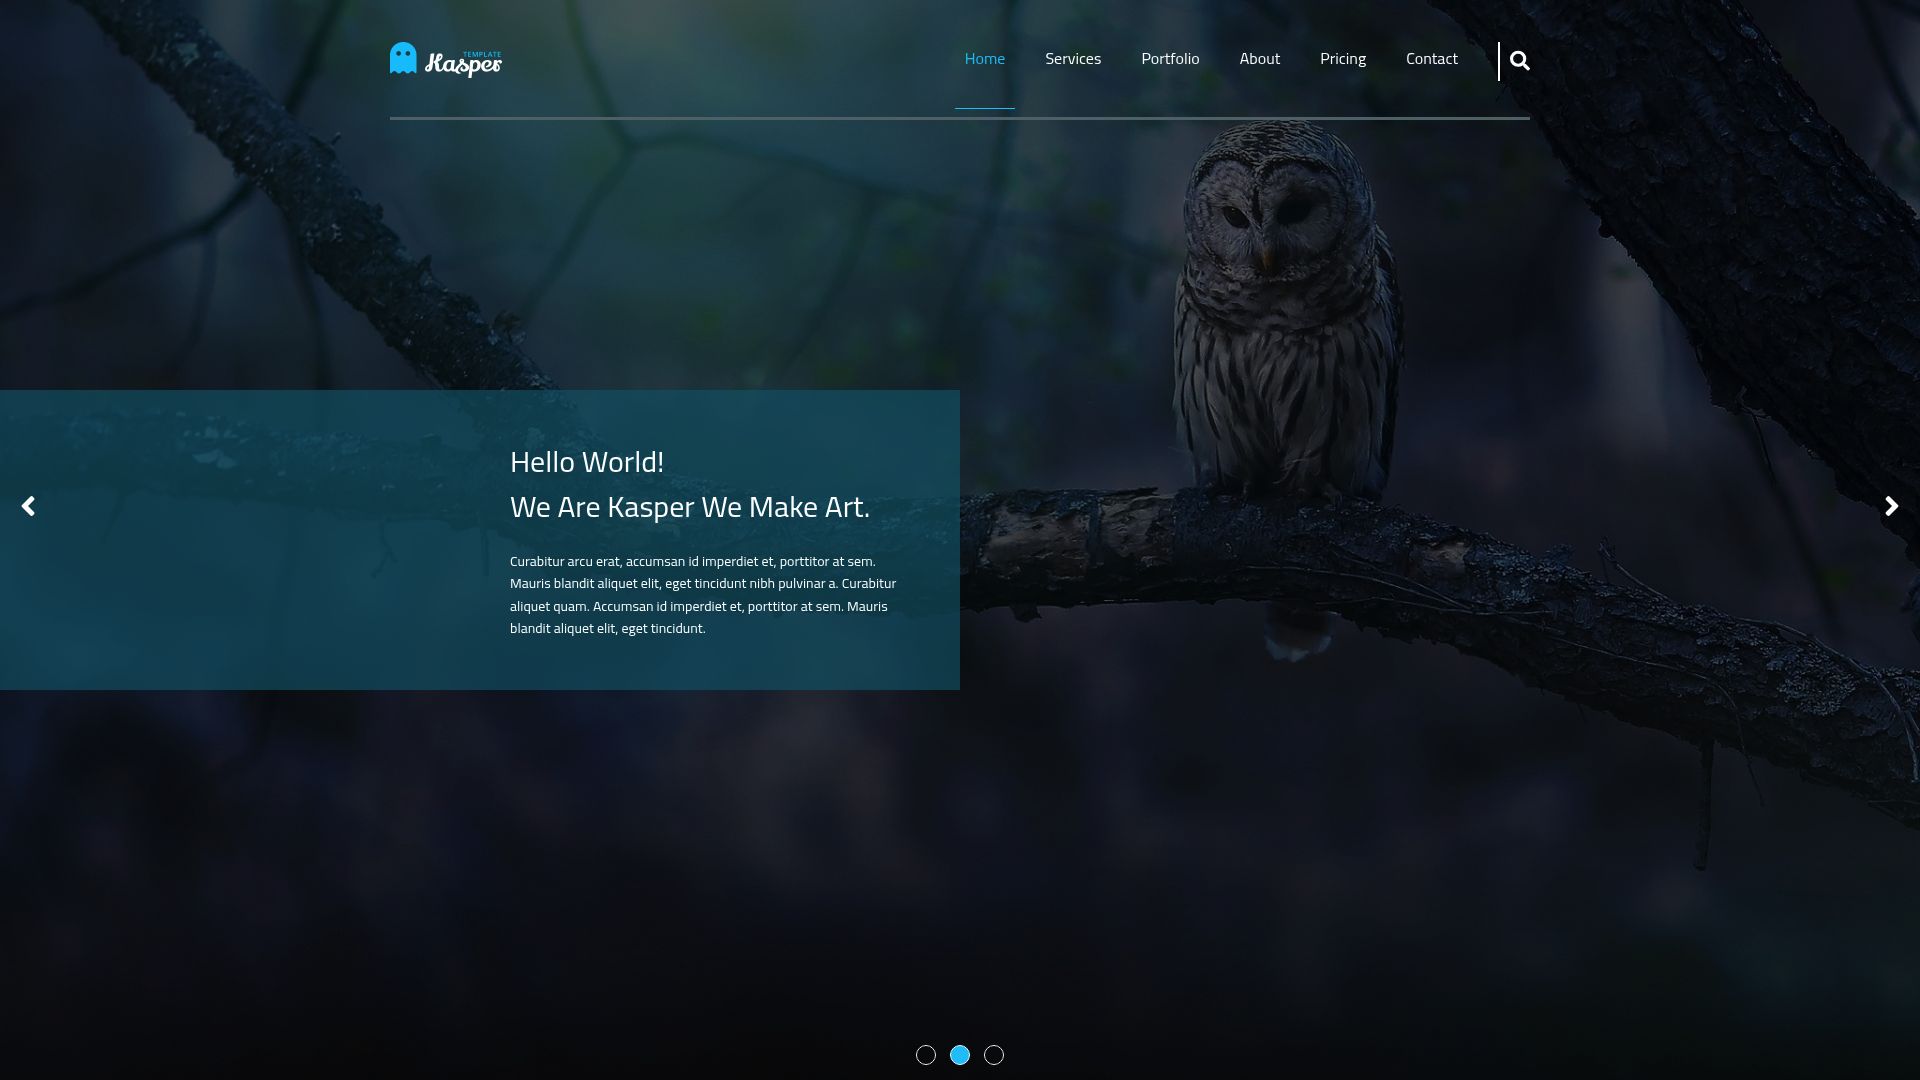 TEMPLATE
Kasper
Home Services Portfolio About Pricing Contact
Hello World!
We Are Kasper We Make Art.
Curabitur arcu erat, accumsan id imperdiet et, porttitor at sem.
Mauris blandit aliquet elit, eget tincidunt nibh pulvinar a. Curabitur
aliquet quam. Accumsan id imperdiet et, porttitor at sem. Mauris
blandit aliquet elit, eget tincidunt.